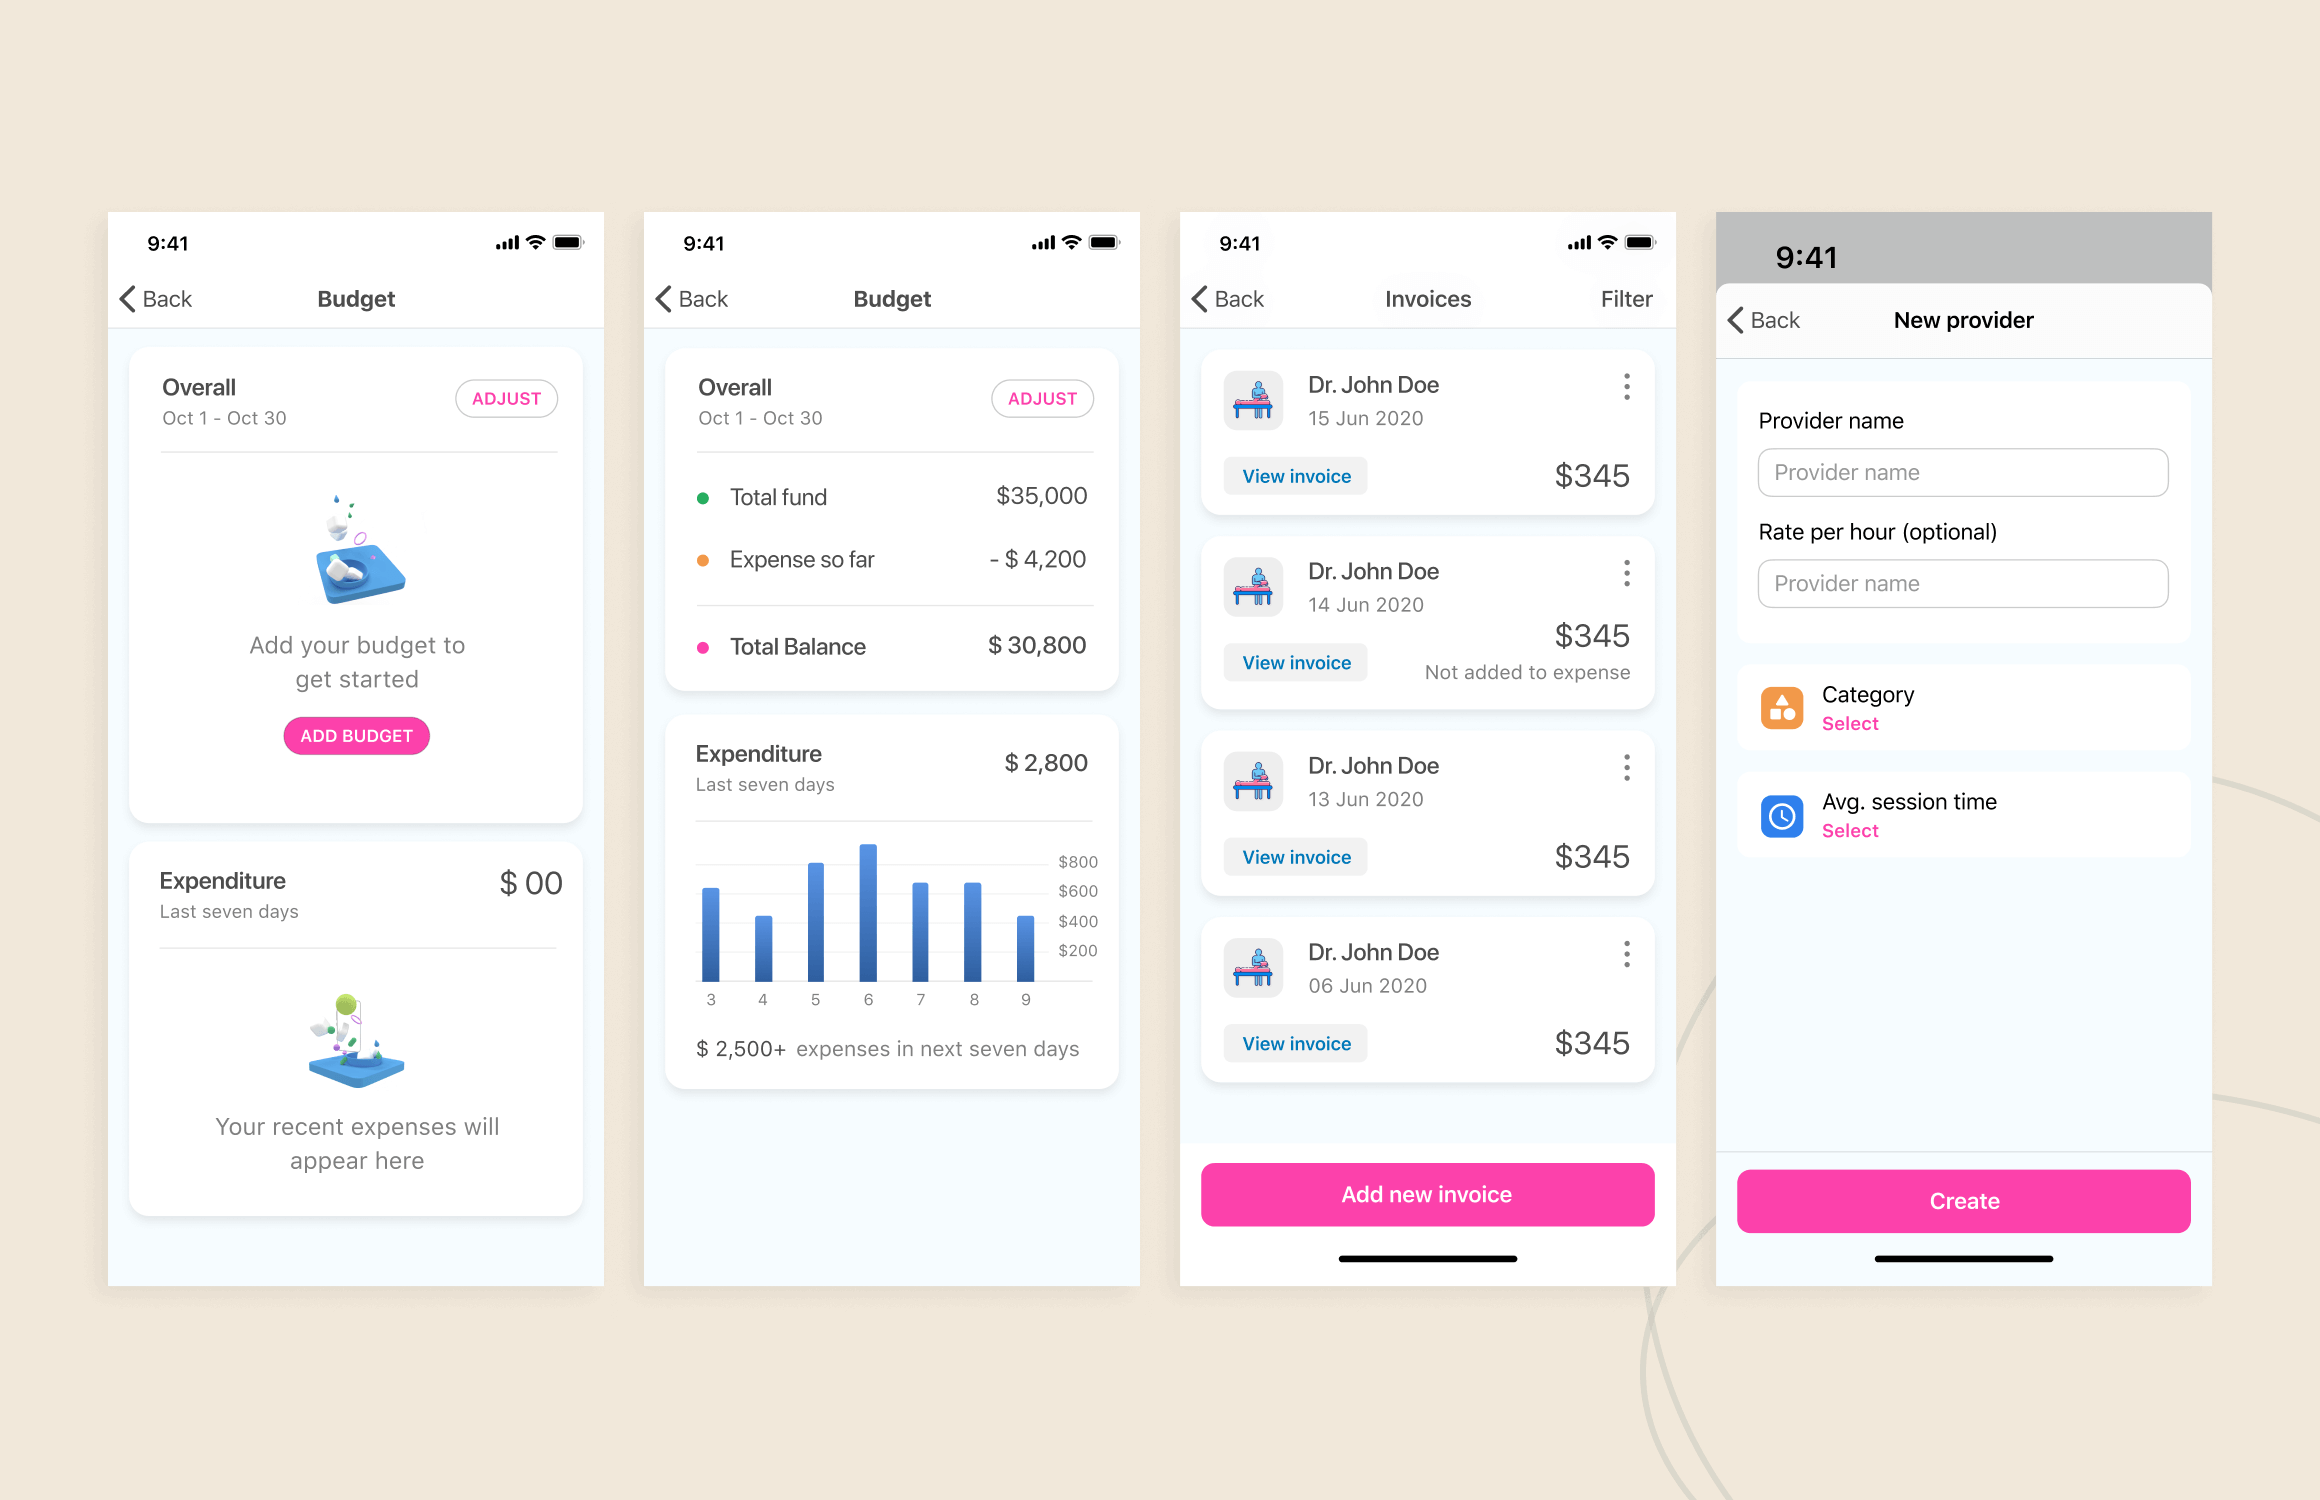 9:41
Back
Budget
Overall
Oct 1 - Oct 30
ADJUST
Add your budget to
get started
ADD BUDGET
Expenditure
Last seven days
$ 00
Your recent expenses will
appear here
9:41
Back
Budget
Overall
Oct 1 - Oct 30
ADJUST
Total fund
$35,000
Expense so far
- $ 4,200
Total Balance
$ 30,800
Expenditure
Last seven days
$ 2,800
$800
$600
$400
$200
3 4 5 6 7 8 9
$ 2,500+ expenses in next seven days
9:41
Back
Invoices
Filter
Dr. John Doe
15 Jun 2020
View invoice
$345
Dr. John Doe
14 Jun 2020
$345
View invoice
Not added to expense
Dr. John Doe
13 Jun 2020
View invoice
$345
Dr. John Doe
06 Jun 2020
View invoice
$345
Add new invoice
9:41
Back
New provider
Provider name
Provider name
Rate per hour (optional)
Provider name
Category
Select
Avg. session time
Select
Create